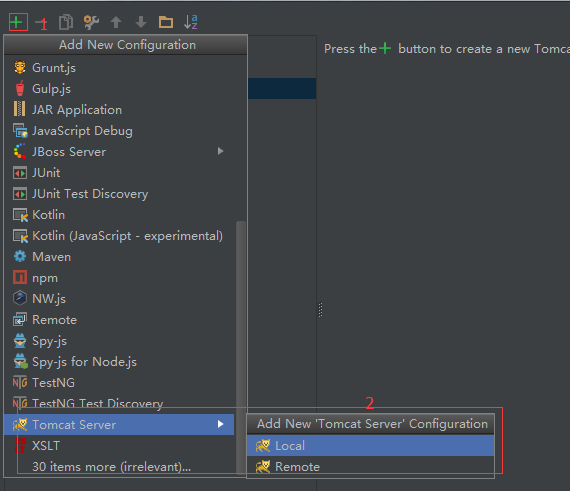 1
Add New Configuration
Press the + button to create a new Tomca
Grunt.js
Gulp.js
JAR Application
JavaScript Debug
JBoss Server
JUnit
JUnit Test Discovery
Kotlin
Kotlin (JavaScript - experimental)
Maven
npm
NW.js
Remote
Spy-js
Spy-js for Node.js
TestNG
TestNG Test Discovery
2
Tomcat Server
Add New 'Tomcat Server' Configuration
XSLT
Local
30 items more (irrelevant)...
Remote